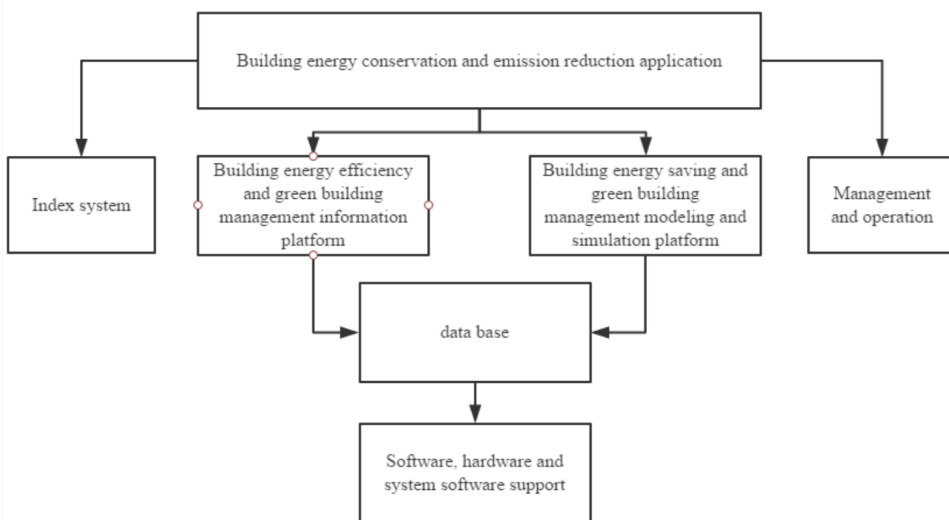 Building energy conservation and emission reduction application
Index system
Building energy efficiency
and green building
management information
platform
Building energy saving and
green building
management modeling and
simulation platform
Management
and operation
data base
Software, hardware and
system software support